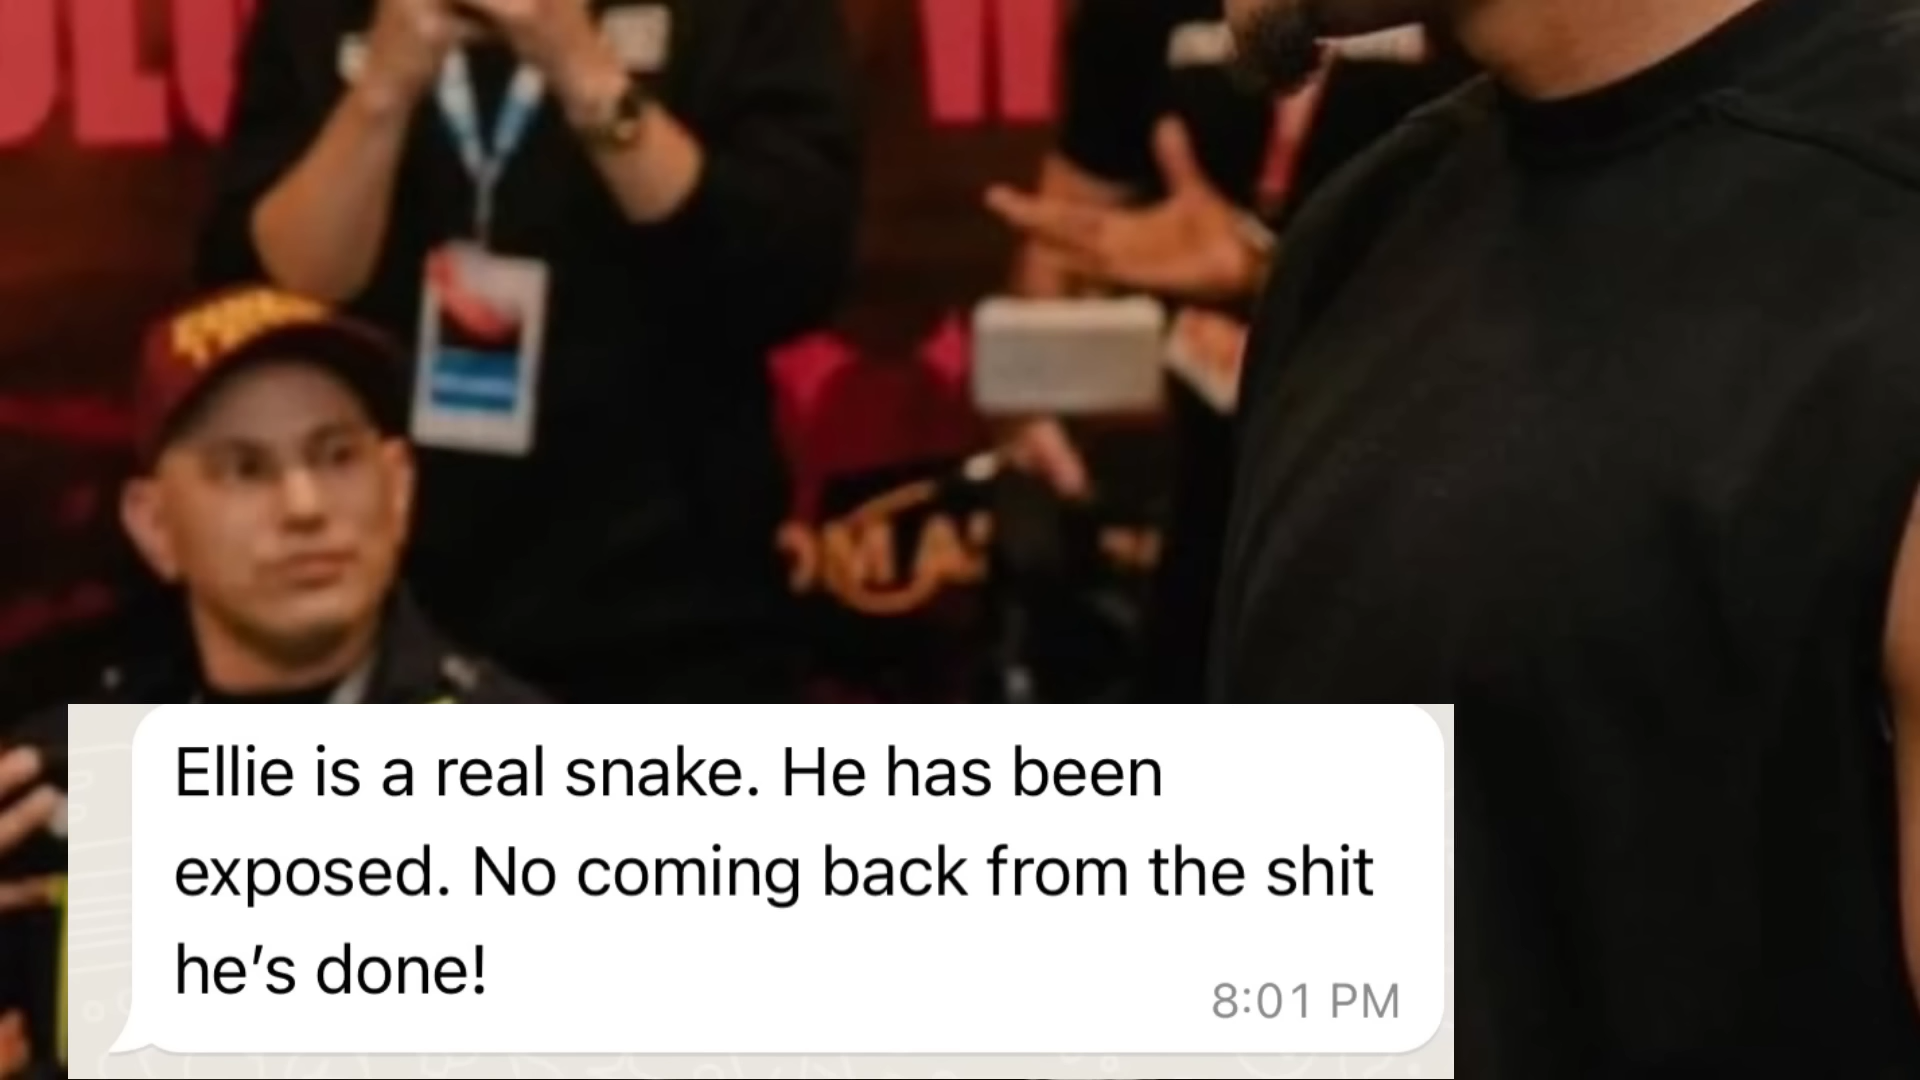 Ellie is a real snake. He has been
exposed. No coming back from the shit
he’s done!
8:01 PM